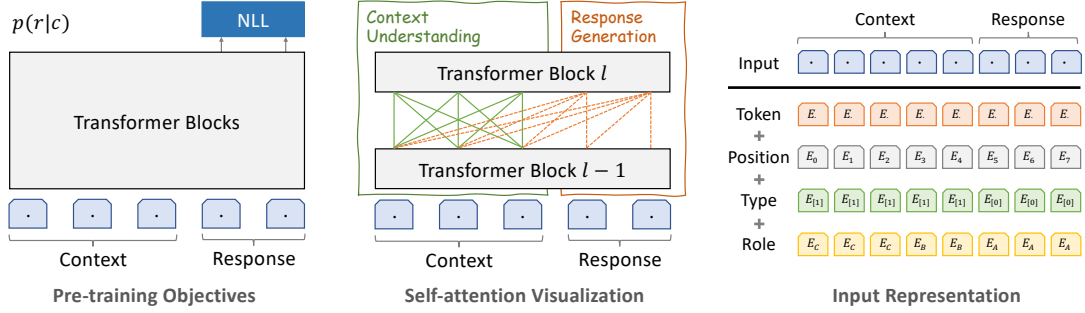 p(r|c)
NLL
Transformer Blocks
· · · · ·
Context Response
Pre-training Objectives
Context
Understanding
Response
Generation
Transformer Block l
Transformer Block l − 1
· · · · ·
Context Response
Self-attention Visualization
Context Response
Input · · · · · · · ·
Token E. E. E. E. E. E. E. E.
+
Position E0 E1 E2 E3 E4 E5 E6 E7
+
Type E[1] E[1] E[1] E[1] E[1] E[0] E[0] E[0]
+
Role EC EC EC EB EB EA EA EA
Input Representation